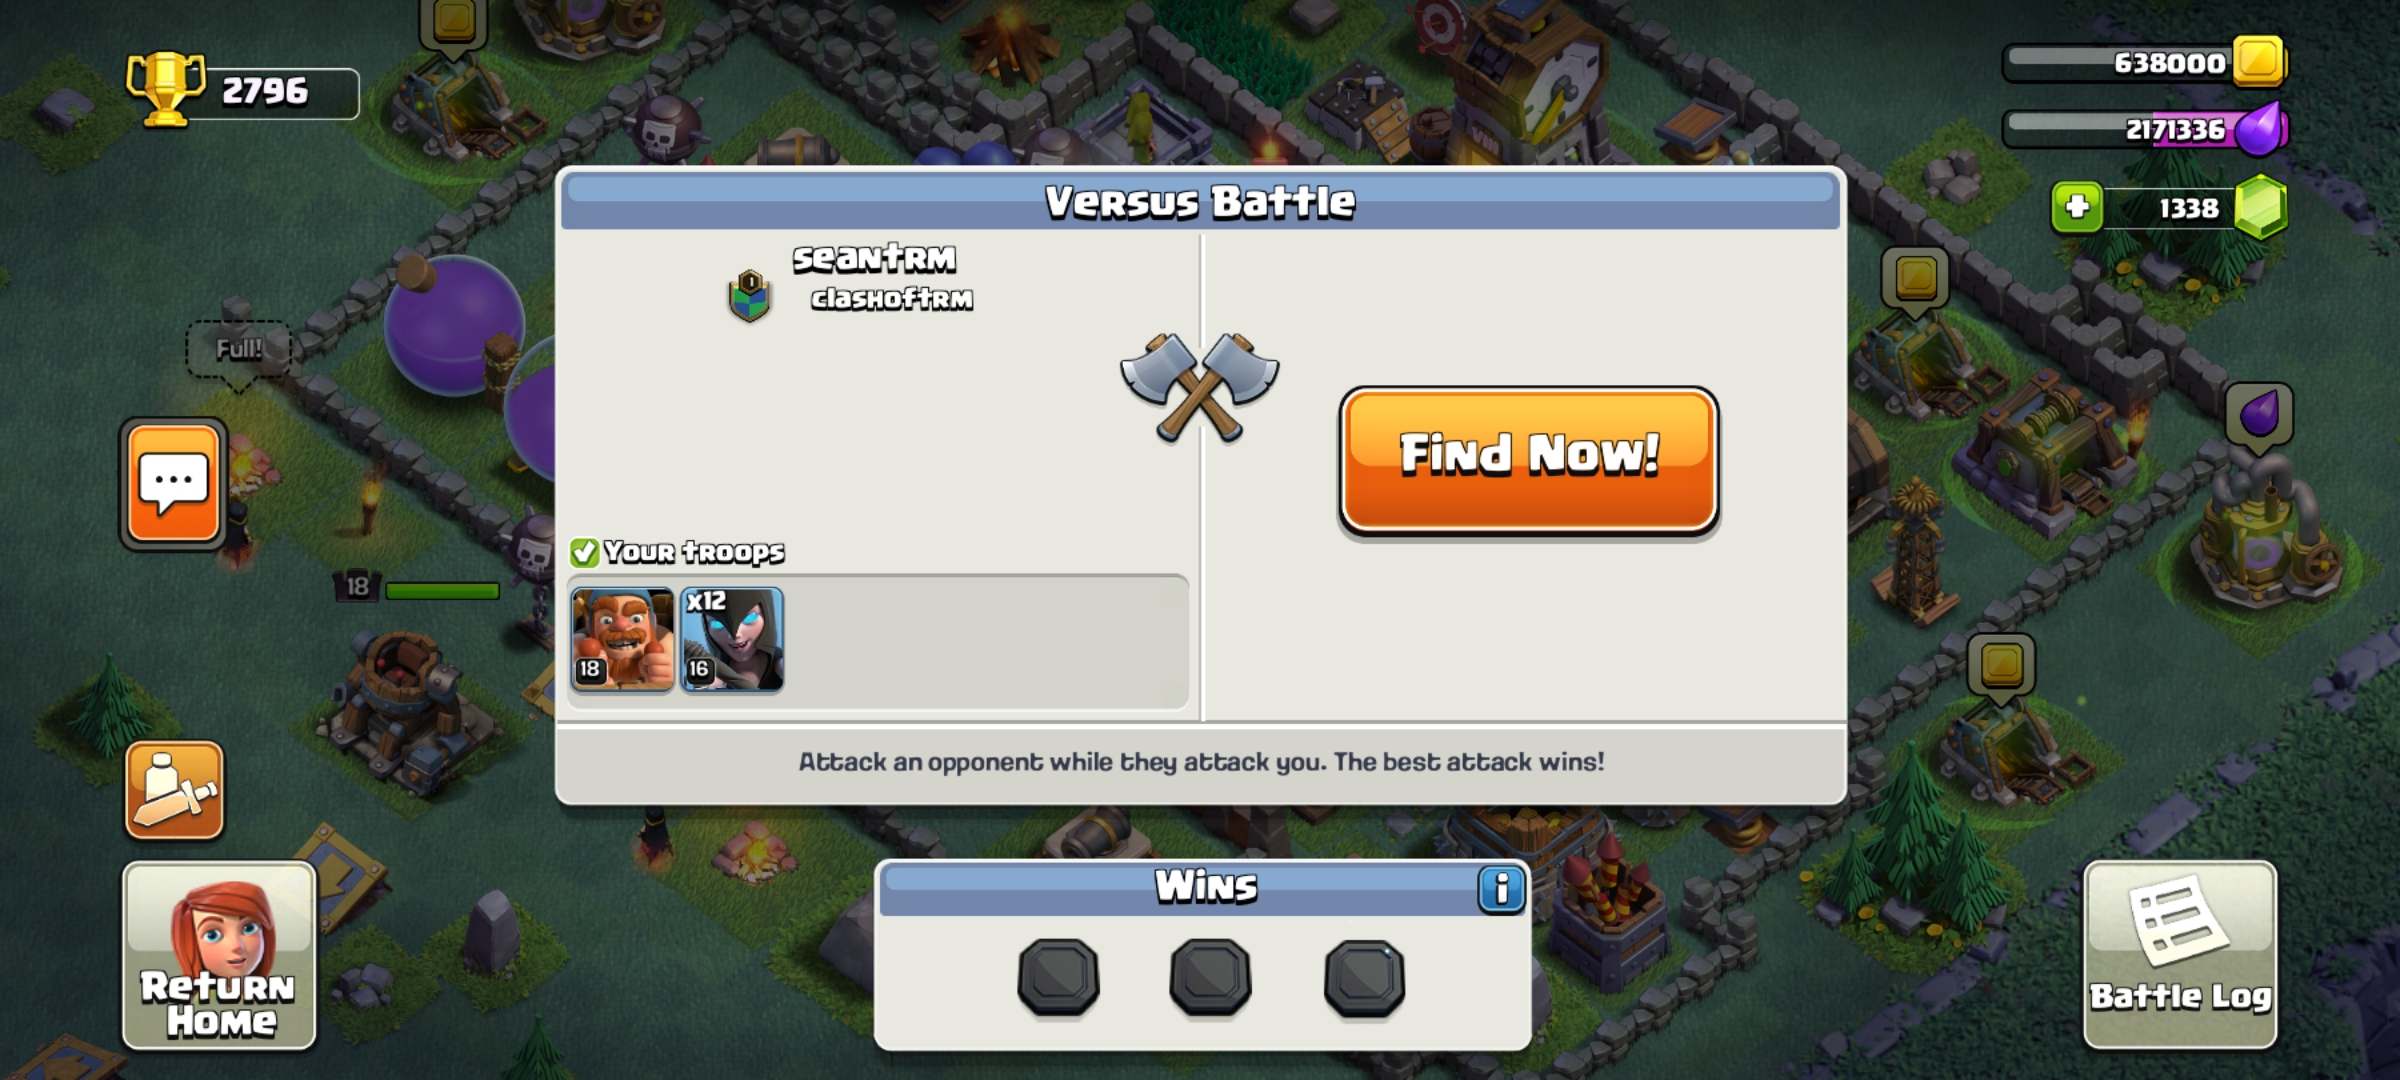 2796
638000
2171336
1338
Versus Battle
seantrm
1
clashoftrm
Full!
Find Now!
18
Your troops
x12
18
16
Attack an opponent while they attack you. The best attack wins!
Wins
i
Return
Home
Battle Log